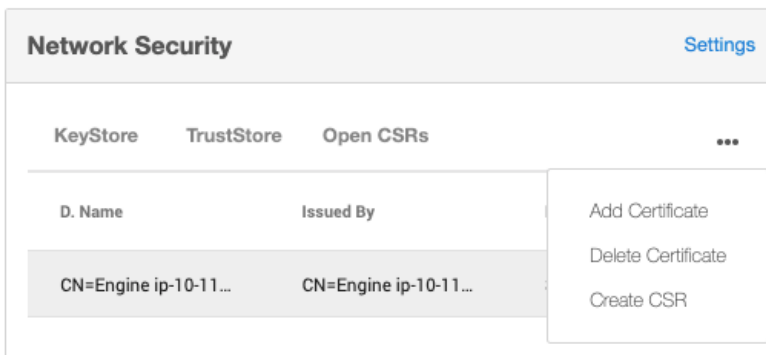 Network Security Settings
KeyStore TrustStore Open CSRs •••
D. Name Issued By
Add Certificate
Delete Certificate
CN=Engine ip-10-11... CN=Engine ip-10-11...
Create CSR